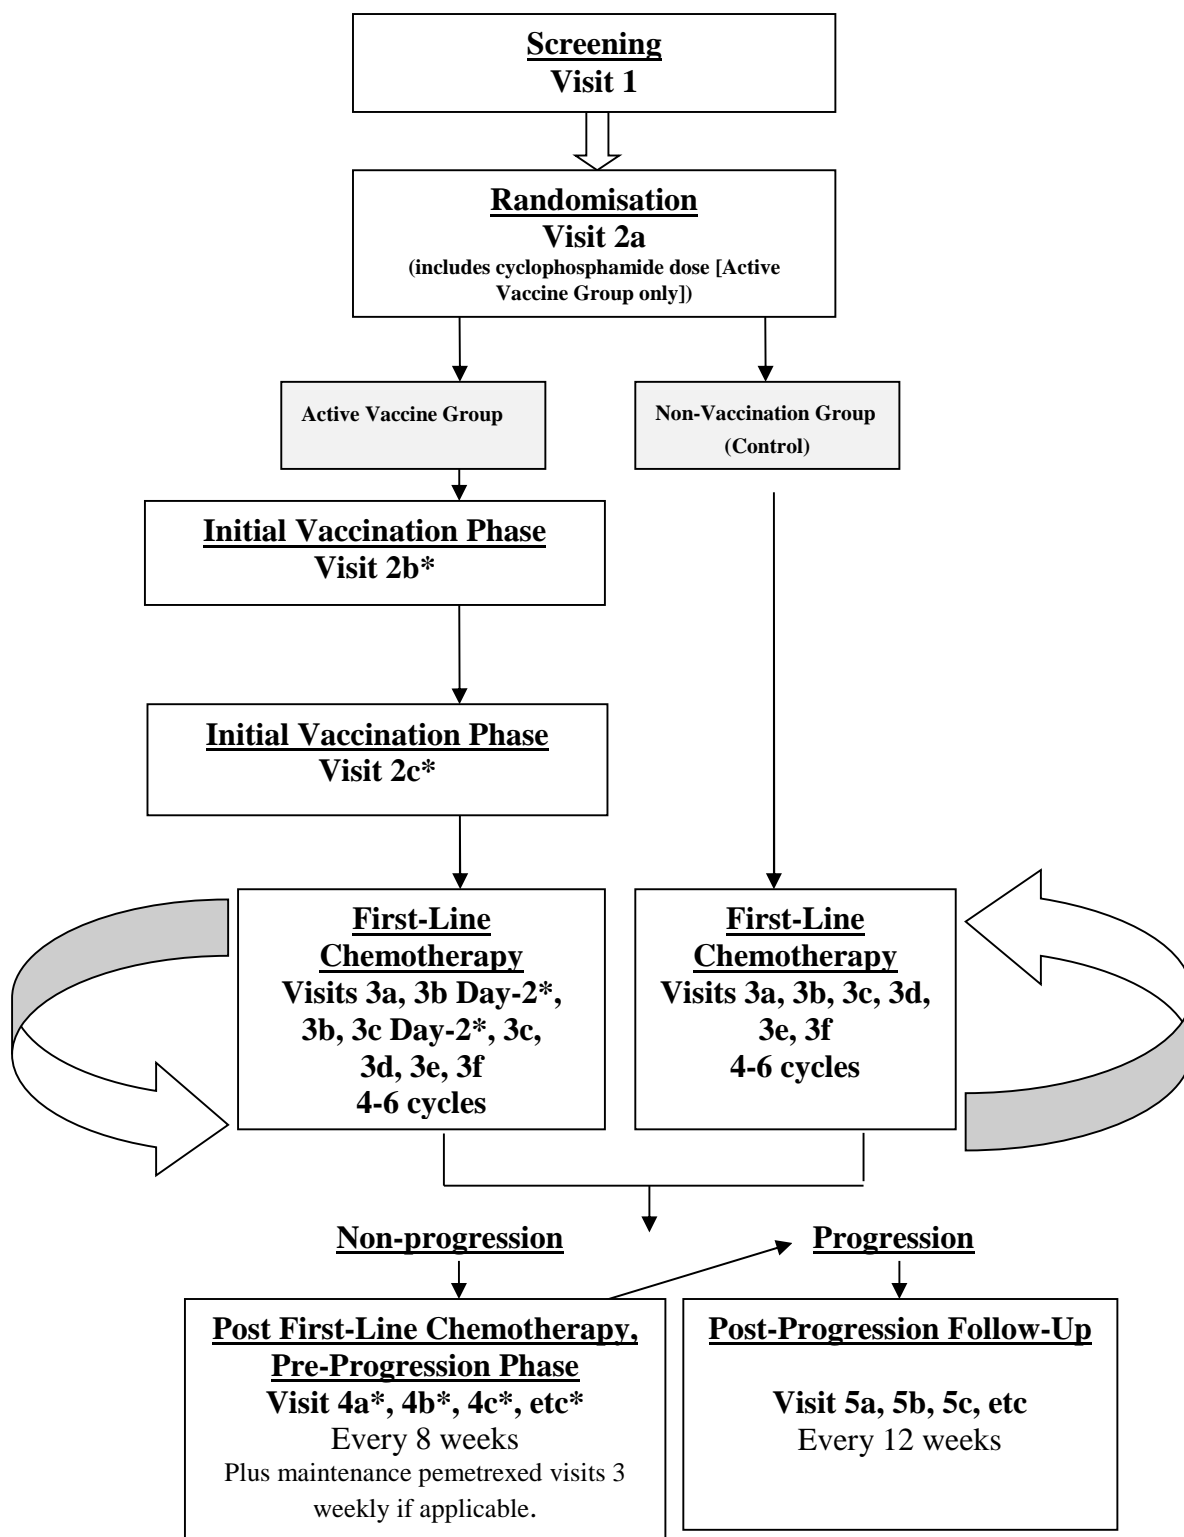 Screening
Visit 1
Randomisation
Visit 2a
(includes cyclophosphamide dose [Active
Vaccine Group only])
Active Vaccine Group
Non-Vaccination Group
(Control)
Initial Vaccination Phase
Visit 2b*
Initial Vaccination Phase
Visit 2c*
First-Line
Chemotherapy
Visits 3a, 3b Day-2*,
3b, 3c Day-2*, 3c,
3d, 3e, 3f
4-6 cycles
First-Line
Chemotherapy
Visits 3a, 3b, 3c, 3d,
3e, 3f
4-6 cycles
Non-progression
Progression
Post First-Line Chemotherapy,
Pre-Progression Phase
Visit 4a*, 4b*, 4c*, etc*
Every 8 weeks
Plus maintenance pemetrexed visits 3
weekly if applicable.
Post-Progression Follow-Up
Visit 5a, 5b, 5c, etc
Every 12 weeks